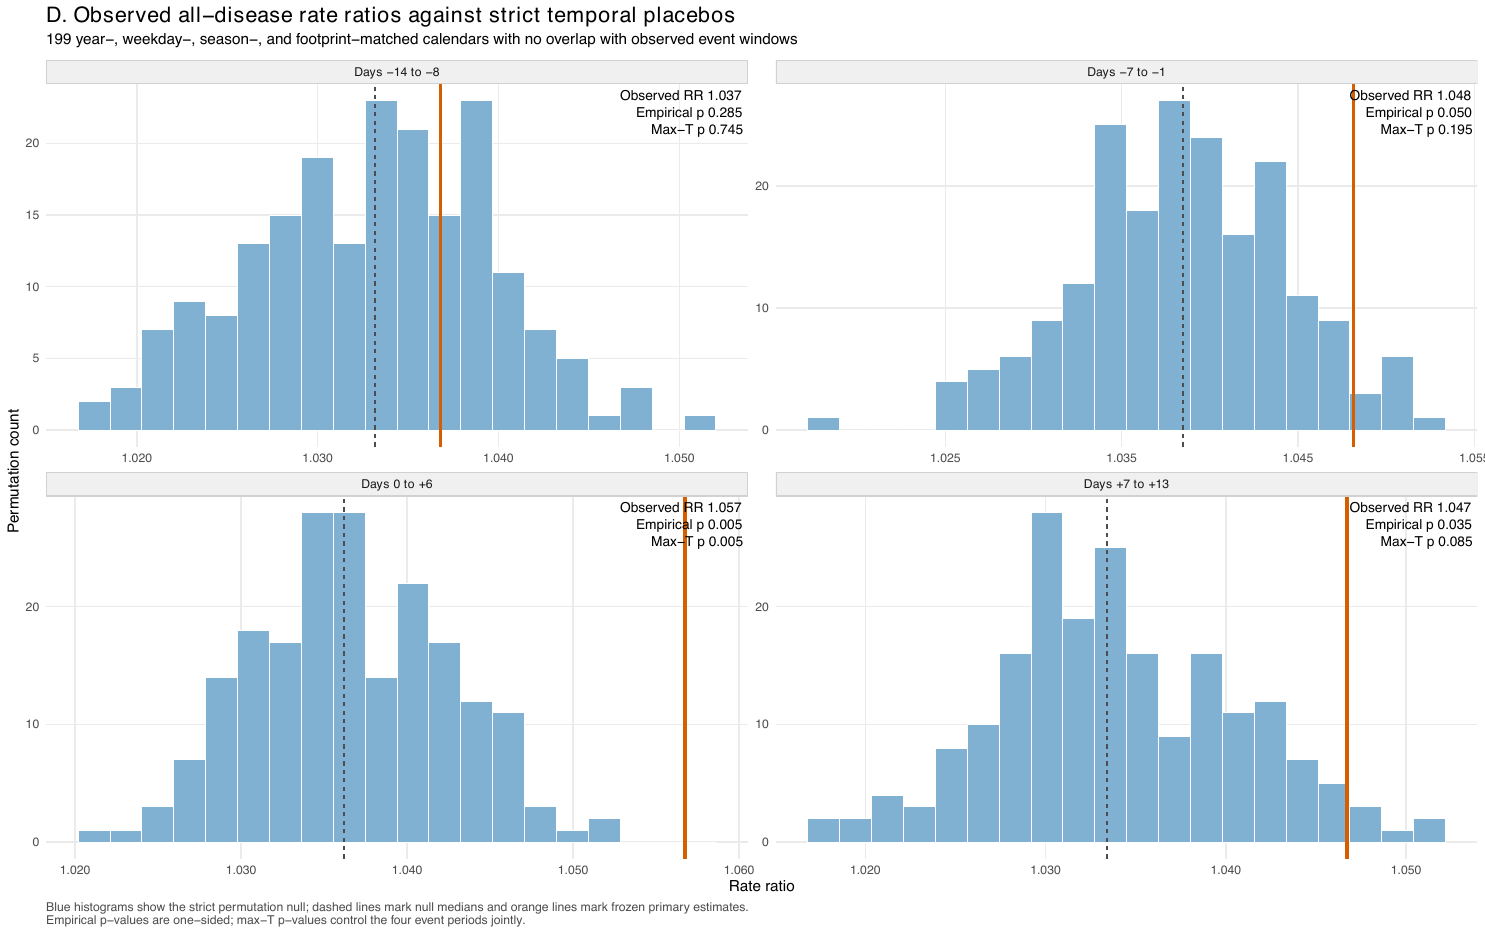 D. Observed all−disease rate ratios against strict temporal placebos
199 year−, weekday−, season−, and footprint−matched calendars with no overlap with observed event windows
Days −14 to −8
Observed RR 1.037
Empirical p 0.285
Max−T p 0.745
20
15
10
5
0
1.020
1.030
1.040
1.050
Days −7 to −1
Observed RR 1.048
Empirical p 0.050
Max−T p 0.195
20
10
0
1.025
1.035
1.045
1.055
Permutation count
Days 0 to +6
Observed RR 1.057
Empirical p 0.005
Max−T p 0.005
20
10
0
1.020
1.030
1.040
1.050
1.060
Days +7 to +13
Observed RR 1.047
Empirical p 0.035
Max−T p 0.085
20
10
0
1.020
1.030
1.040
1.050
Rate ratio
Blue histograms show the strict permutation null; dashed lines mark null medians and orange lines mark frozen primary estimates.
Empirical p−values are one−sided; max−T p−values control the four event periods jointly.